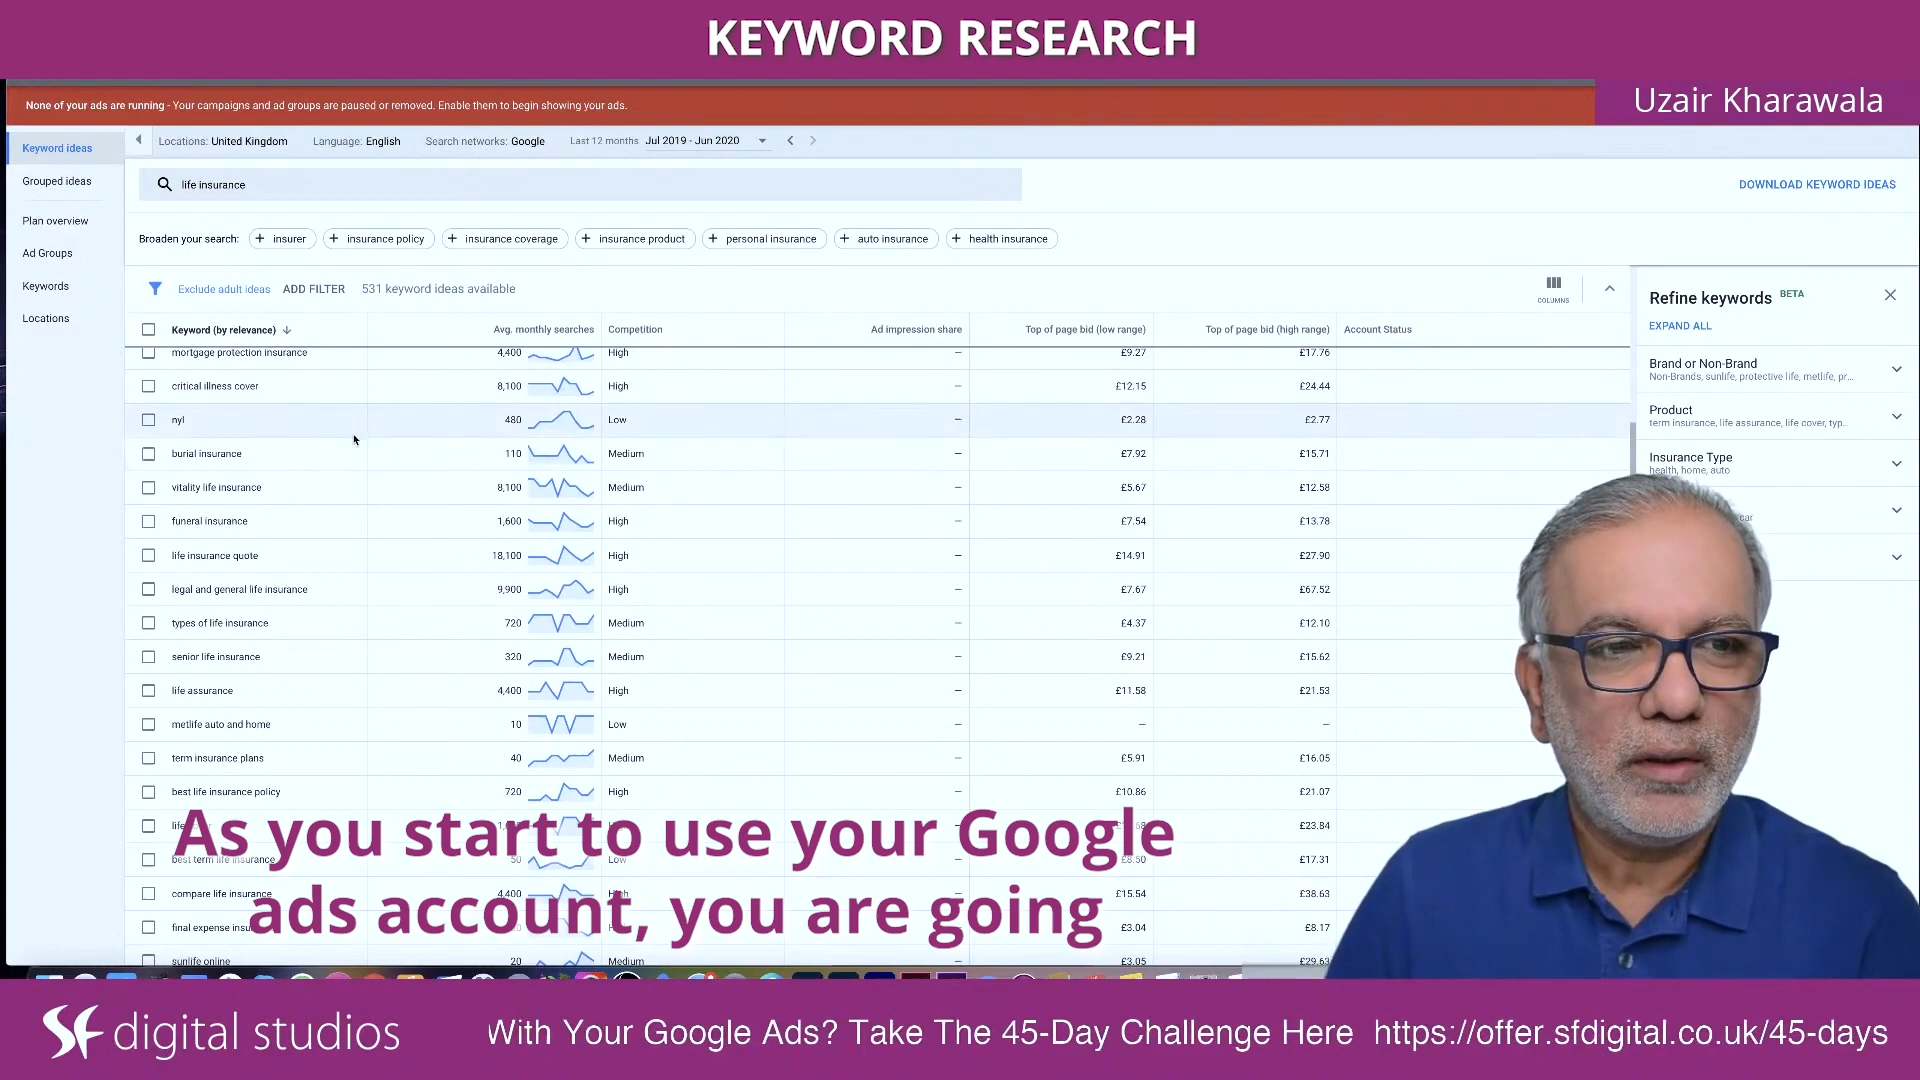 KEYWORD RESEARCH
None of your ads are running - Your campaigns and ad groups are paused or removed. Enable them to begin showing your ads.
Uzair Kharawala
Keyword ideas
Grouped ideas
Plan overview
Ad Groups
Keywords
Locations
Locations: United Kingdom Language: English Search networks: Google Last 12 months Jul 2019 - Jun 2020
life insurance
DOWNLOAD KEYWORD IDEAS
Broaden your search: + insurer + insurance policy + insurance coverage + insurance product + personal insurance + auto insurance + health insurance
Exclude adult ideas ADD FILTER 531 keyword ideas available
COLUMNS
Keyword (by relevance) Avg. monthly searches Competition Ad impression share Top of page bid (low range) Top of page bid (high range) Account Status
mortgage protection insurance 4,400 High – £9.27 £17.76
critical illness cover 8,100 High – £12.15 £24.44
nyl 480 Low – £2.28 £2.77
burial insurance 110 Medium – £7.92 £15.71
vitality life insurance 8,100 Medium – £5.67 £12.58
funeral insurance 1,600 High – £7.54 £13.78
life insurance quote 18,100 High – £14.91 £27.90
legal and general life insurance 9,900 High – £7.67 £67.52
types of life insurance 720 Medium – £4.37 £12.10
senior life insurance 320 Medium – £9.21 £15.62
life assurance 4,400 High – £11.58 £21.53
metlife auto and home 10 Low – – –
term insurance plans 40 Medium – £5.91 £16.05
best life insurance policy 720 High – £10.86 £21.07
£23.84
best term life insurance 50 Low – £8.50 £17.31
compare life insurance 4,400 High – £15.54 £38.63
final expense – £3.04 £8.17
sunlife online 20 Medium – £3.05 £29.63
Refine keywords BETA
EXPAND ALL
Brand or Non-Brand
Non-Brands, sunlife, protective life, metlife, pr...
Product
term insurance, life assurance, life cover, typ...
Insurance Type
health, home, auto
car
As you start to use your Google
ads account, you are going
SF digital studios
With Your Google Ads? Take The 45-Day Challenge Here https://offer.sfdigital.co.uk/45-days